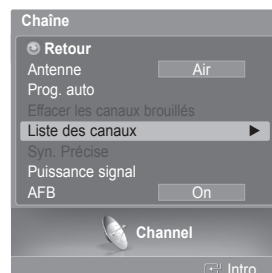 Chaîne
Retour
Antenne Air
Prog. auto
Effacer les canaux brouillés
Liste des canaux
Syn. Précise
Puissance signal
AFB On
Channel
Intro